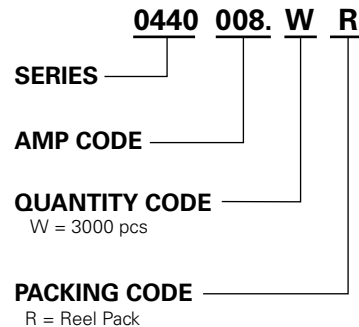 0440 008. W R
SERIES
AMP CODE
QUANTITY CODE
W = 3000 pcs
PACKING CODE
R = Reel Pack